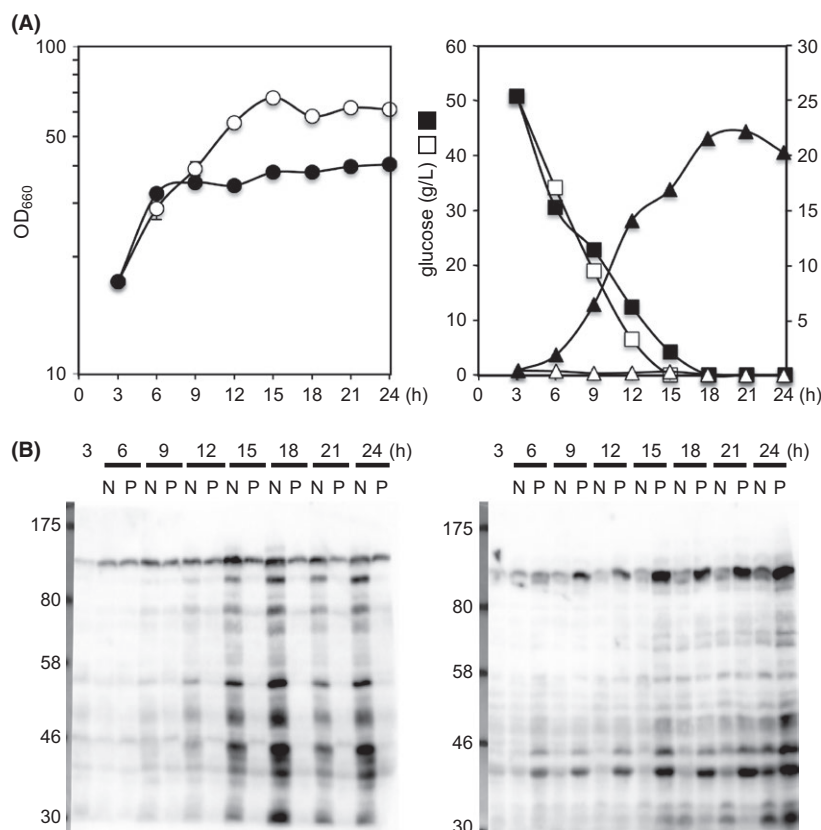 (A)
100
50
10
OD660
0 3 6 9 12 15 18 21 24 (h)
60
50
40
30
20
10
0
glucose (g/L)
30
25
20
15
10
5
0 3 6 9 12 15 18 21 24 (h)
(B)
3 6 9 12 15 18 21 24 (h)
N P N P N P N P N P N P N P
175
80
58
46
30
3 6 9 12 15 18 21 24 (h)
N P N P N P N P N P N P N P
175
80
58
46
30